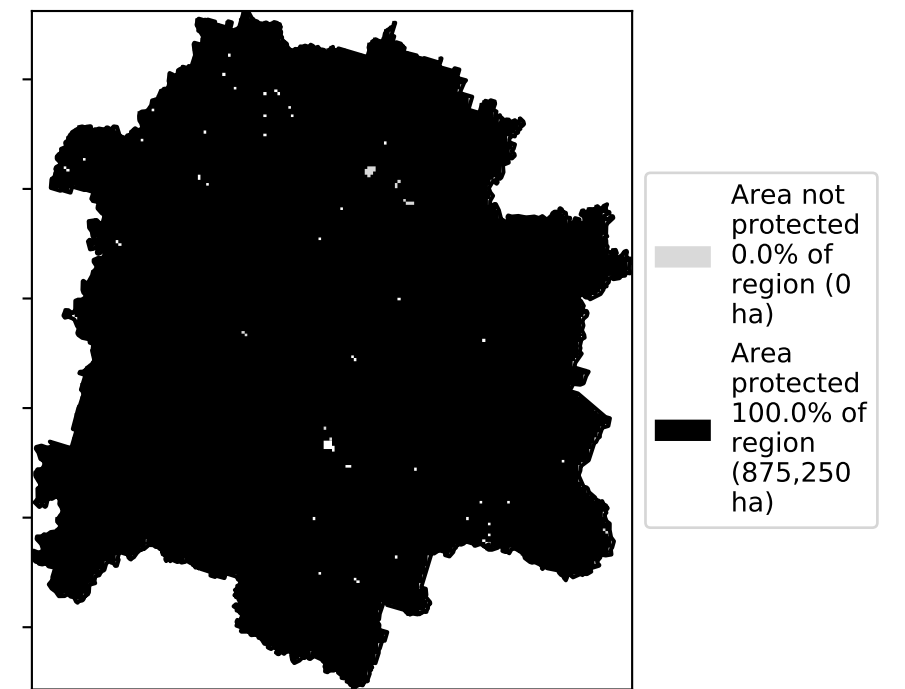 Area not
protected
0.0% of
region (0
ha)
Area
protected
100.0% of
region
(875,250
ha)